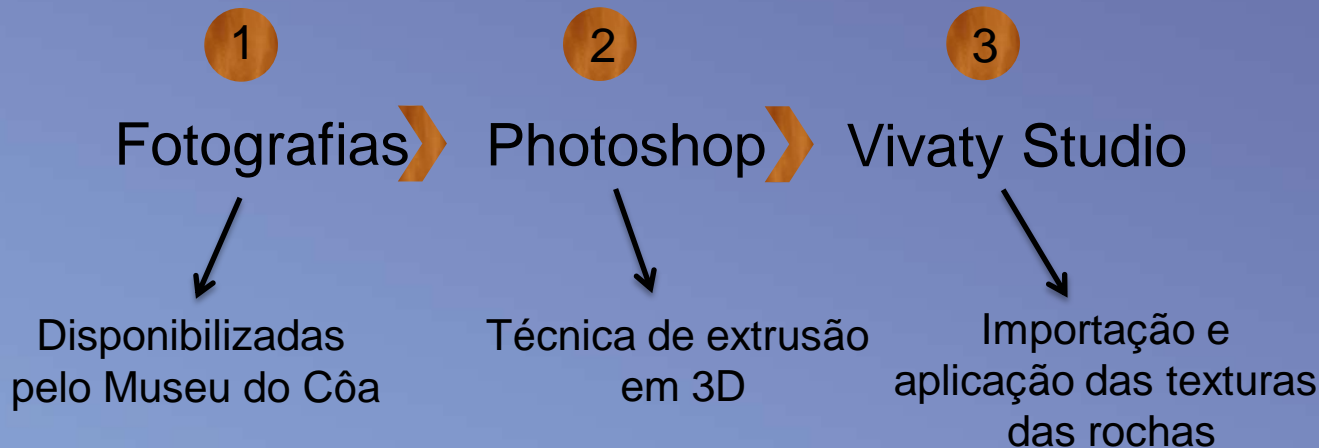 1
2
3
Fotografias
Photoshop
Vivaty Studio
Disponibilizadas
pelo Museu do Côa
Técnica de extrusão
em 3D
Importação e
aplicação das texturas
das rochas